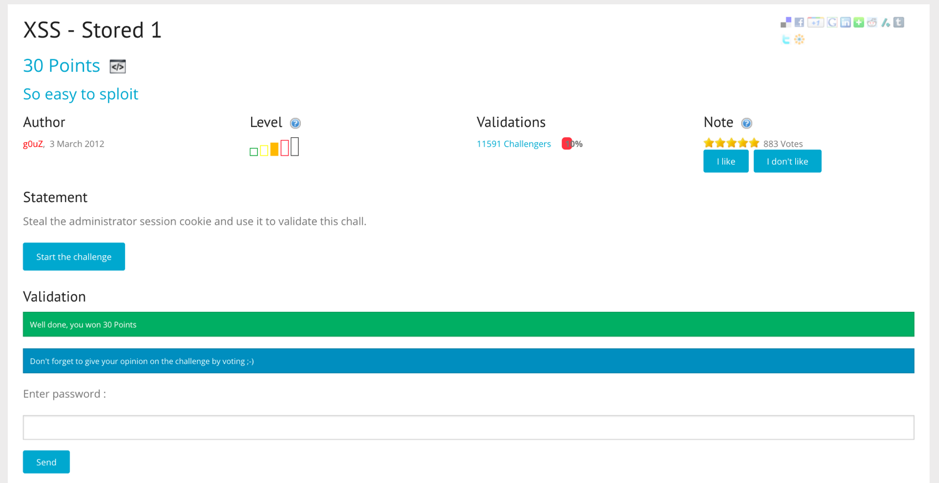 XSS - Stored 1
30 Points
So easy to sploit
Author
g0uZ, 3 March 2012
Level
Validations
11591 Challengers
Note
883 Votes
I like
I don't like
Statement
Steal the administrator session cookie and use it to validate this chall.
Start the challenge
Validation
Well done, you won 30 Points
Don't forget to give your opinion on the challenge by voting ;-)
Enter password :
Send